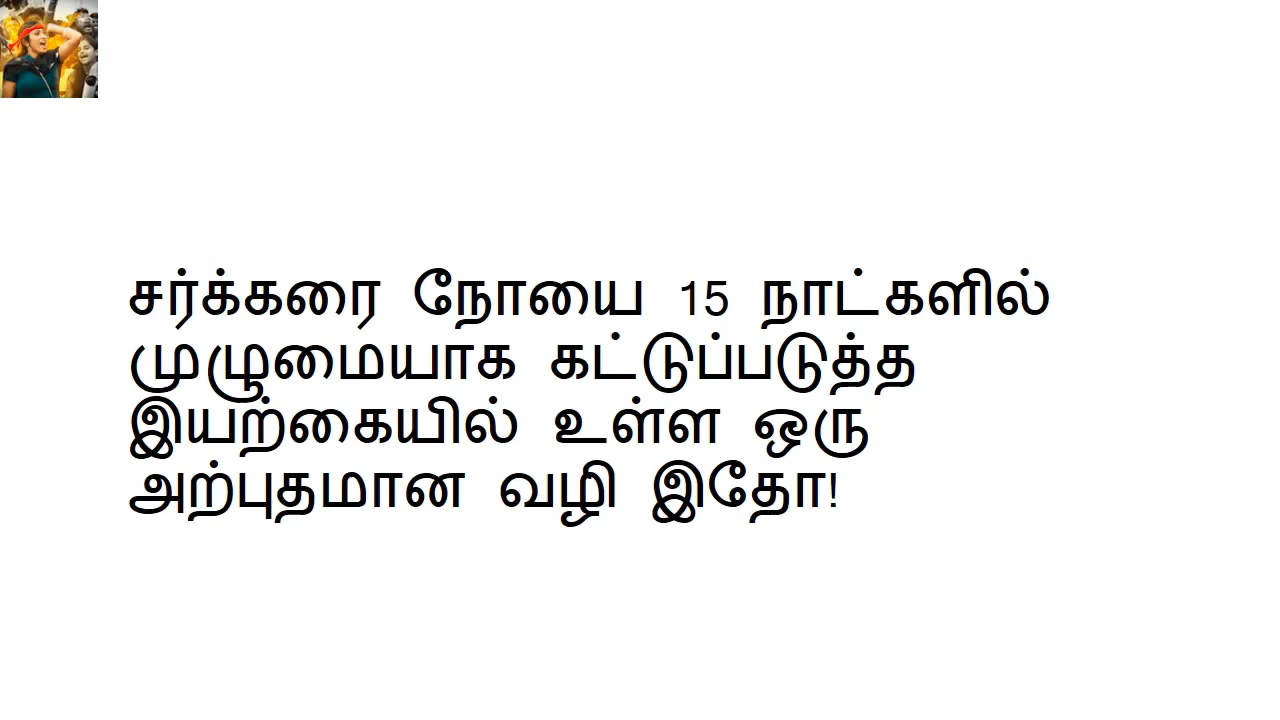 சர்க்கரை நோயை 15 நாட்களில்
முழுமையாக கட்டுப்படுத்த
இயற்கையில் உள்ள ஒரு
அற்புதமான வழி இதோ!